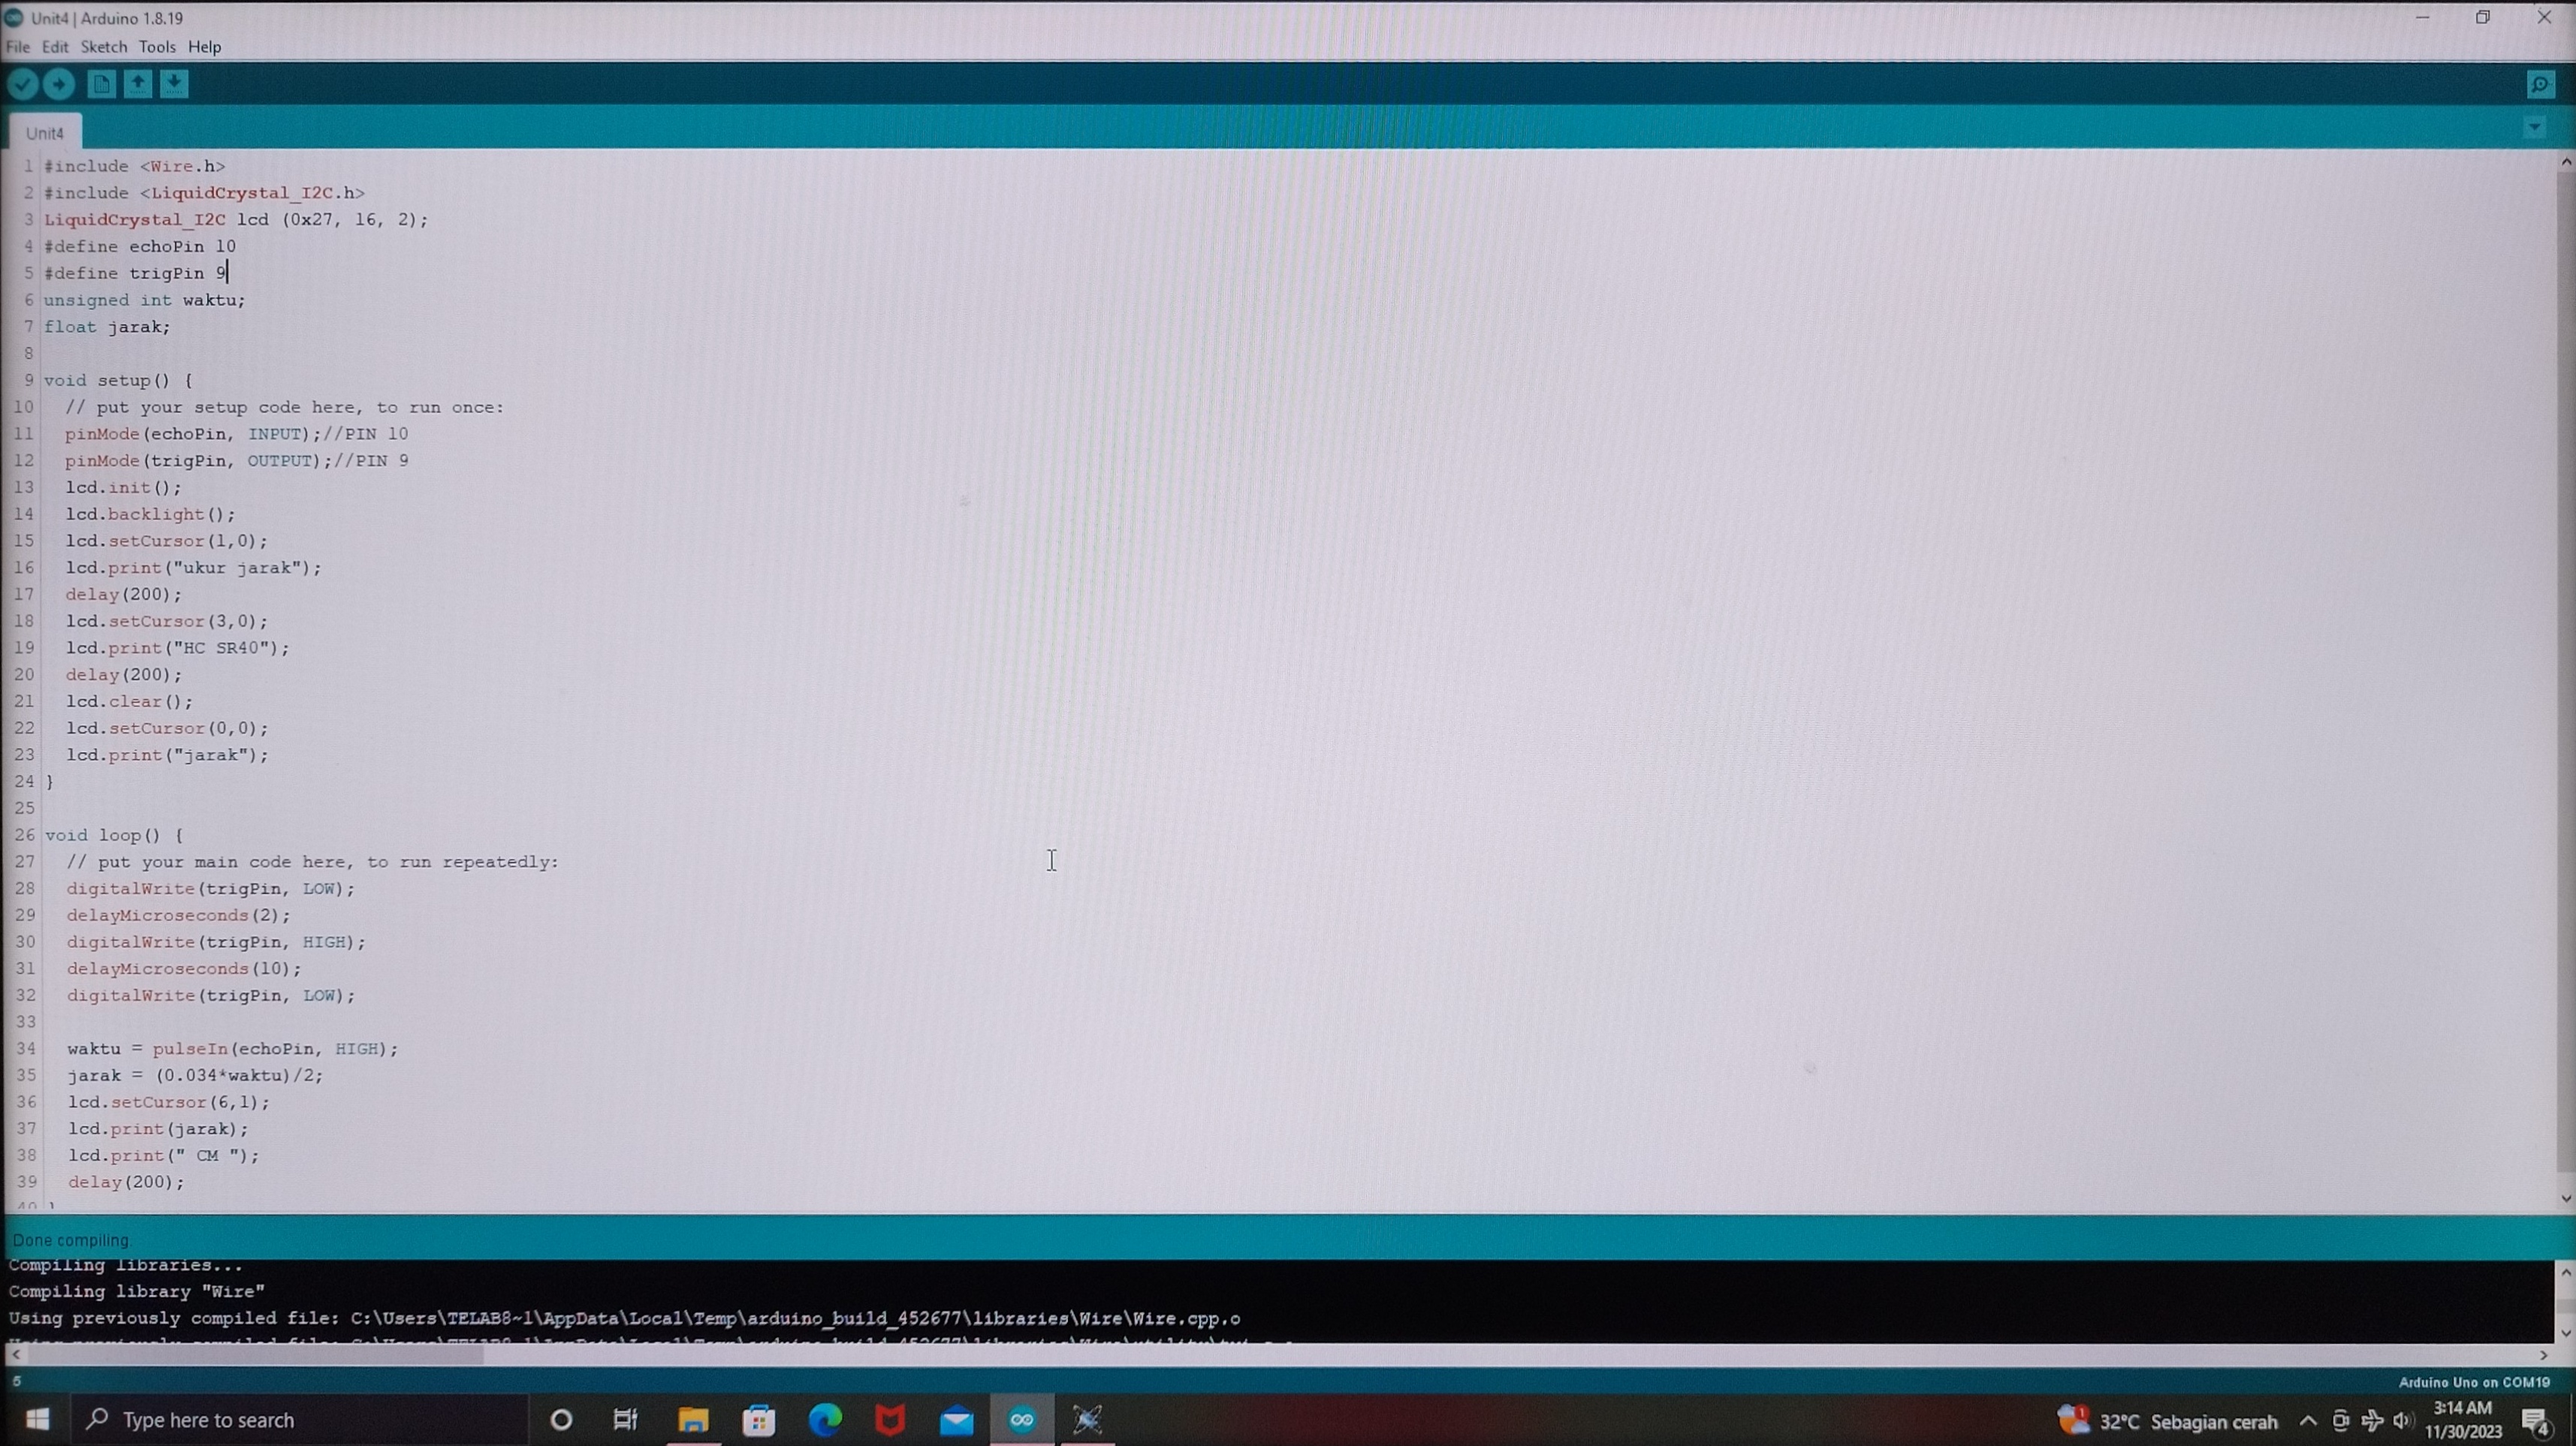 Unit4 | Arduino 1.8.19
File Edit Sketch Tools Help
Unit4
1 #include <Wire.h>
2 #include <LiquidCrystal_I2C.h>
3 LiquidCrystal_I2C lcd (0x27, 16, 2);
4 #define echoPin 10
5 #define trigPin 9
6 unsigned int waktu;
7 float jarak;
8
9 void setup() {
10 // put your setup code here, to run once:
11 pinMode(echoPin, INPUT);//PIN 10
12 pinMode(trigPin, OUTPUT);//PIN 9
13 lcd.init();
14 lcd.backlight();
15 lcd.setCursor(1,0);
16 lcd.print("ukur jarak");
17 delay(200);
18 lcd.setCursor(3,0);
19 lcd.print("HC SR40");
20 delay(200);
21 lcd.clear();
22 lcd.setCursor(0,0);
23 lcd.print("jarak");
24 }
25
26 void loop() {
27 // put your main code here, to run repeatedly:
28 digitalWrite(trigPin, LOW);
29 delayMicroseconds(2);
30 digitalWrite(trigPin, HIGH);
31 delayMicroseconds(10);
32 digitalWrite(trigPin, LOW);
33
34 waktu = pulseIn(echoPin, HIGH);
35 jarak = (0.034*waktu)/2;
36 lcd.setCursor(6,1);
37 lcd.print(jarak);
38 lcd.print(" CM ");
39 delay(200);
40 }
Done compiling.
Compiling libraries...
Compiling library "Wire"
Using previously compiled file: C:\Users\TELAB8~1\AppData\Local\Temp\arduino_build_452677\libraries\Wire\Wire.cpp.o
Arduino Uno on COM19
Type here to search
32°C Sebagian cerah
3:14 AM
11/30/2023
4